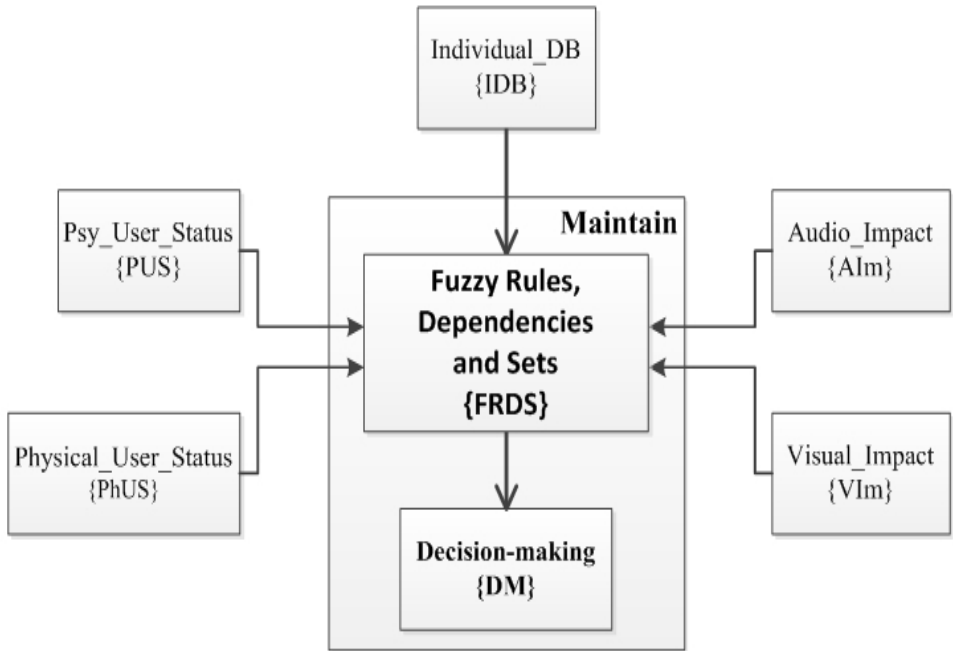 Individual_DB
{IDB}
Psy_User_Status
{PUS}
Physical_User_Status
{PhUS}
Maintain
Fuzzy Rules,
Dependencies
and Sets
{FRDS}
Decision-making
{DM}
Audio_Impact
{AIm}
Visual_Impact
{VIm}